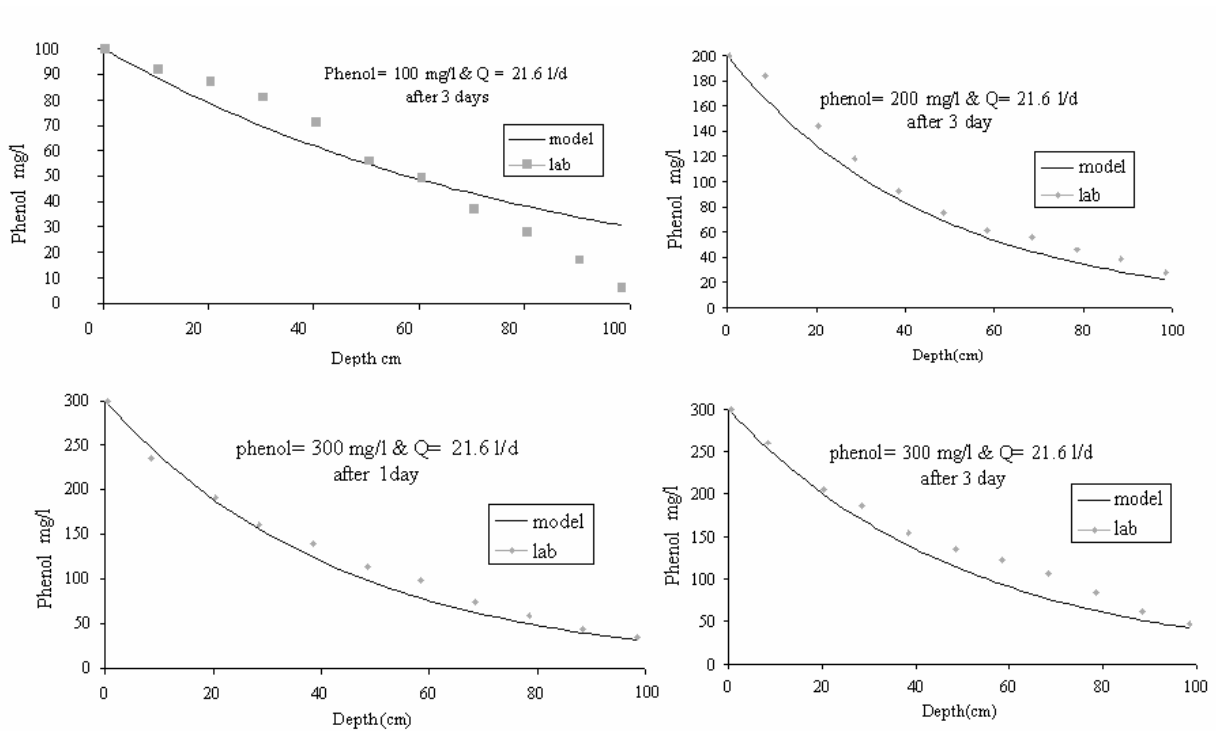 Phenol mg/l
100
90
80
70
60
50
40
30
20
10
0
Phenol= 100 mg/l & Q = 21.6 l/d
after 3 days
model
lab
0 20 40 60 80 100
Depth cm
Phenol mg/l
200
180
160
140
120
100
80
60
40
20
0
phenol= 200 mg/l & Q= 21.6 l/d
after 3 day
model
lab
0 20 40 60 80 100
Depth(cm)
Phenol mg/l
300
250
200
150
100
50
0
phenol= 300 mg/l & Q= 21.6 l/d
after 1day
model
lab
0 20 40 60 80 100
Depth(cm)
Phenol mg/l
300
250
200
150
100
50
0
phenol= 300 mg/l & Q= 21.6 l/d
after 3 day
model
lab
0 20 40 60 80 100
Depth(cm)